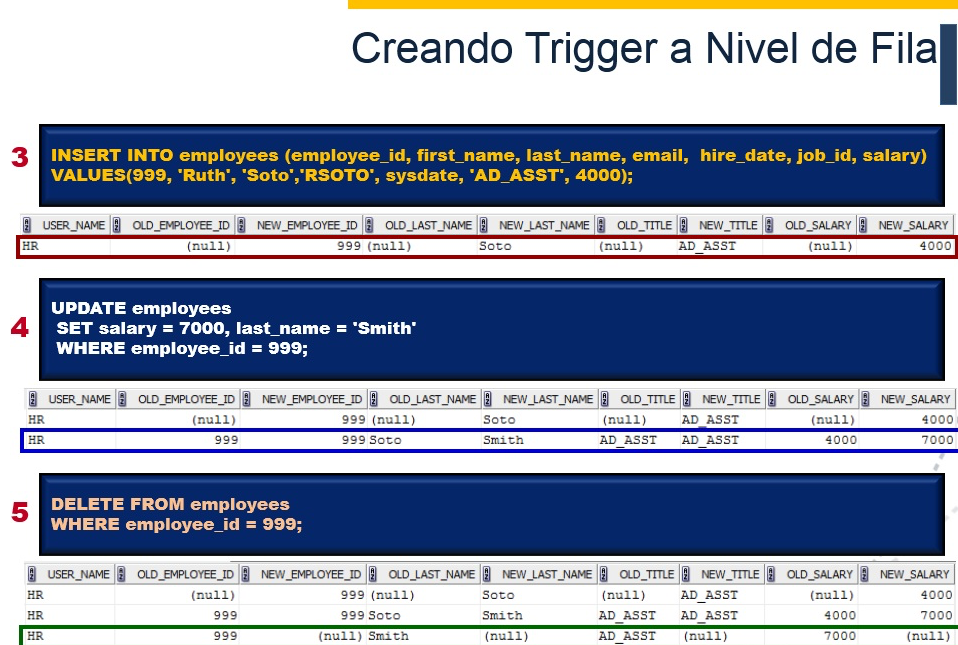 Creando Trigger a Nivel de Fila
3
INSERT INTO employees (employee_id, first_name, last_name, email, hire_date, job_id, salary)
VALUES(999, 'Ruth', 'Soto','RSOTO', sysdate, 'AD_ASST', 4000);
USER_NAME OLD_EMPLOYEE_ID NEW_EMPLOYEE_ID OLD_LAST_NAME NEW_LAST_NAME OLD_TITLE NEW_TITLE OLD_SALARY NEW_SALARY
HR (null) 999 (null) Soto (null) AD_ASST (null) 4000
4
UPDATE employees
SET salary = 7000, last_name = 'Smith'
WHERE employee_id = 999;
USER_NAME OLD_EMPLOYEE_ID NEW_EMPLOYEE_ID OLD_LAST_NAME NEW_LAST_NAME OLD_TITLE NEW_TITLE OLD_SALARY NEW_SALARY
HR (null) 999 (null) Soto (null) AD_ASST (null) 4000
HR 999 999 Soto Smith AD_ASST AD_ASST 4000 7000
5
DELETE FROM employees
WHERE employee_id = 999;
USER_NAME OLD_EMPLOYEE_ID NEW_EMPLOYEE_ID OLD_LAST_NAME NEW_LAST_NAME OLD_TITLE NEW_TITLE OLD_SALARY NEW_SALARY
HR (null) 999 (null) Soto (null) AD_ASST (null) 4000
HR 999 999 Soto Smith AD_ASST AD_ASST 4000 7000
HR 999 (null) Smith (null) AD_ASST (null) 7000 (null)